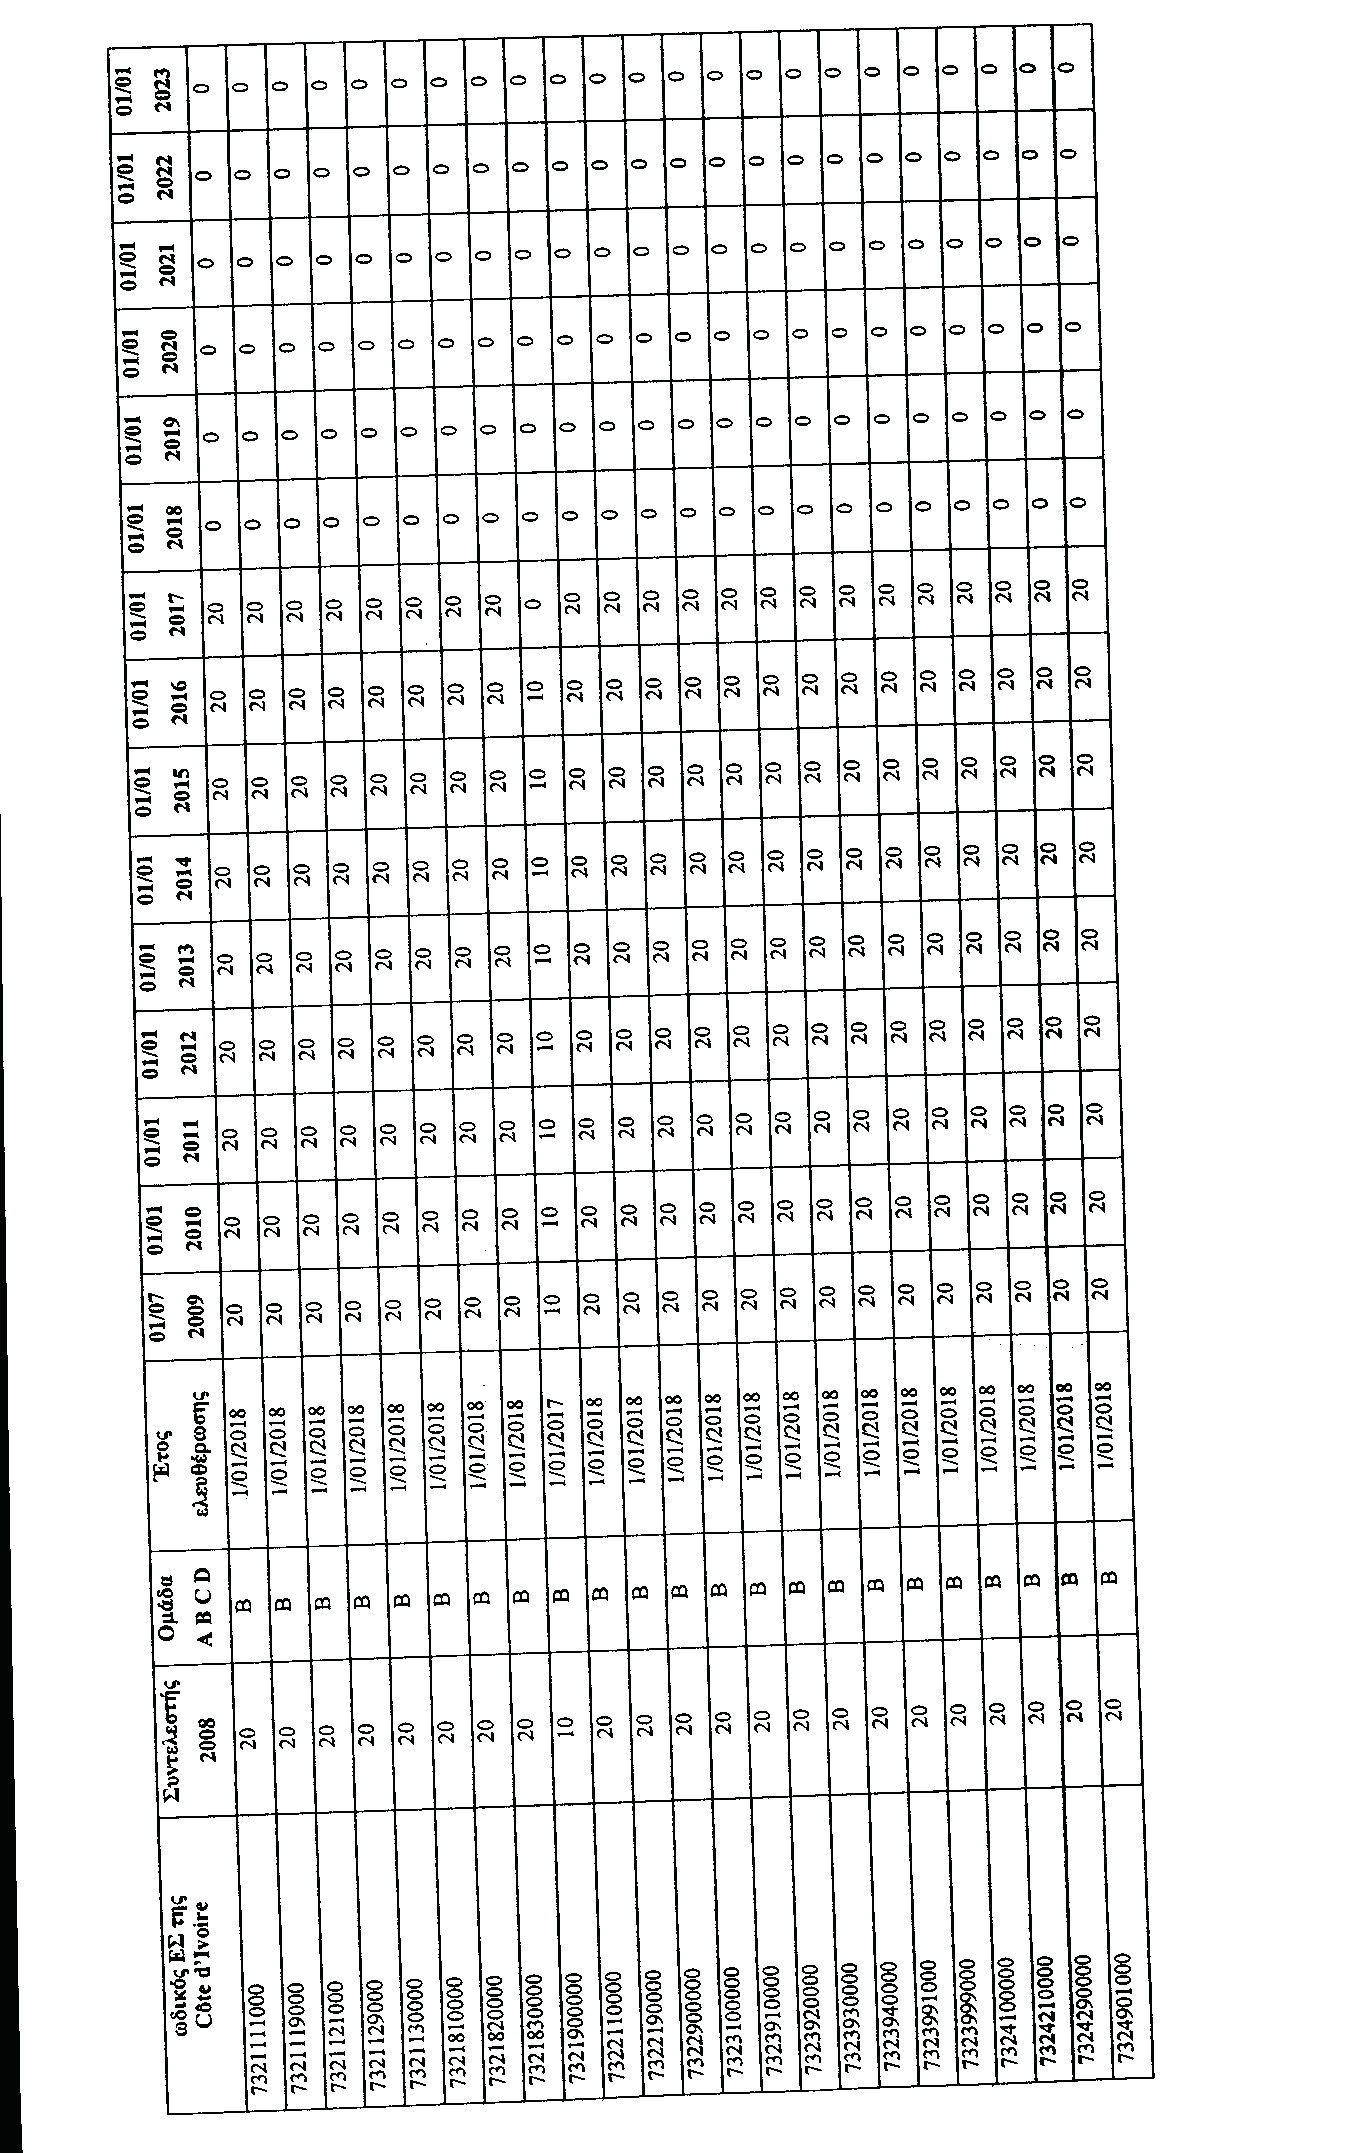 ωδικός ΕΣ της Συντελεστής Ομάδα Έτος 01/07 01/01 01/01 01/01 01/01 01/01 01/01 01/01 01/01 01/01 01/01 01/01 01/01 01/01 01/01
Côte d'Ivoire 2008 A B C D ελευθέρωσης 2009 2010 2011 2012 2013 2014 2015 2016 2017 2018 2019 2020 2021 2022 2023
7321111000 20 B 1/01/2018 20 20 20 20 20 20 20 20 20 0 0 0 0 0 0
7321119000 20 B 1/01/2018 20 20 20 20 20 20 20 20 20 0 0 0 0 0 0
7321121000 20 B 1/01/2018 20 20 20 20 20 20 20 20 20 0 0 0 0 0 0
7321129000 20 B 1/01/2018 20 20 20 20 20 20 20 20 20 0 0 0 0 0 0
7321130000 20 B 1/01/2018 20 20 20 20 20 20 20 20 20 0 0 0 0 0 0
7321810000 20 B 1/01/2018 20 20 20 20 20 20 20 20 20 0 0 0 0 0 0
7321820000 20 B 1/01/2018 20 20 20 20 20 20 20 20 20 0 0 0 0 0 0
7321830000 20 B 1/01/2018 20 20 20 20 20 20 20 20 20 0 0 0 0 0 0
7321900000 10 B 1/01/2017 10 10 10 10 10 10 10 10 0 0 0 0 0 0 0
7322110000 20 B 1/01/2018 20 20 20 20 20 20 20 20 20 0 0 0 0 0 0
7322190000 20 B 1/01/2018 20 20 20 20 20 20 20 20 20 0 0 0 0 0 0
7322900000 20 B 1/01/2018 20 20 20 20 20 20 20 20 20 0 0 0 0 0 0
7323100000 20 B 1/01/2018 20 20 20 20 20 20 20 20 20 0 0 0 0 0 0
7323910000 20 B 1/01/2018 20 20 20 20 20 20 20 20 20 0 0 0 0 0 0
7323920000 20 B 1/01/2018 20 20 20 20 20 20 20 20 20 0 0 0 0 0 0
7323930000 20 B 1/01/2018 20 20 20 20 20 20 20 20 20 0 0 0 0 0 0
7323940000 20 B 1/01/2018 20 20 20 20 20 20 20 20 20 0 0 0 0 0 0
7323991000 20 B 1/01/2018 20 20 20 20 20 20 20 20 20 0 0 0 0 0 0
7323999000 20 B 1/01/2018 20 20 20 20 20 20 20 20 20 0 0 0 0 0 0
7324100000 20 B 1/01/2018 20 20 20 20 20 20 20 20 20 0 0 0 0 0 0
7324210000 20 B 1/01/2018 20 20 20 20 20 20 20 20 20 0 0 0 0 0 0
7324290000 20 B 1/01/2018 20 20 20 20 20 20 20 20 20 0 0 0 0 0 0
7324901000 20 B 1/01/2018 20 20 20 20 20 20 20 20 20 0 0 0 0 0 0